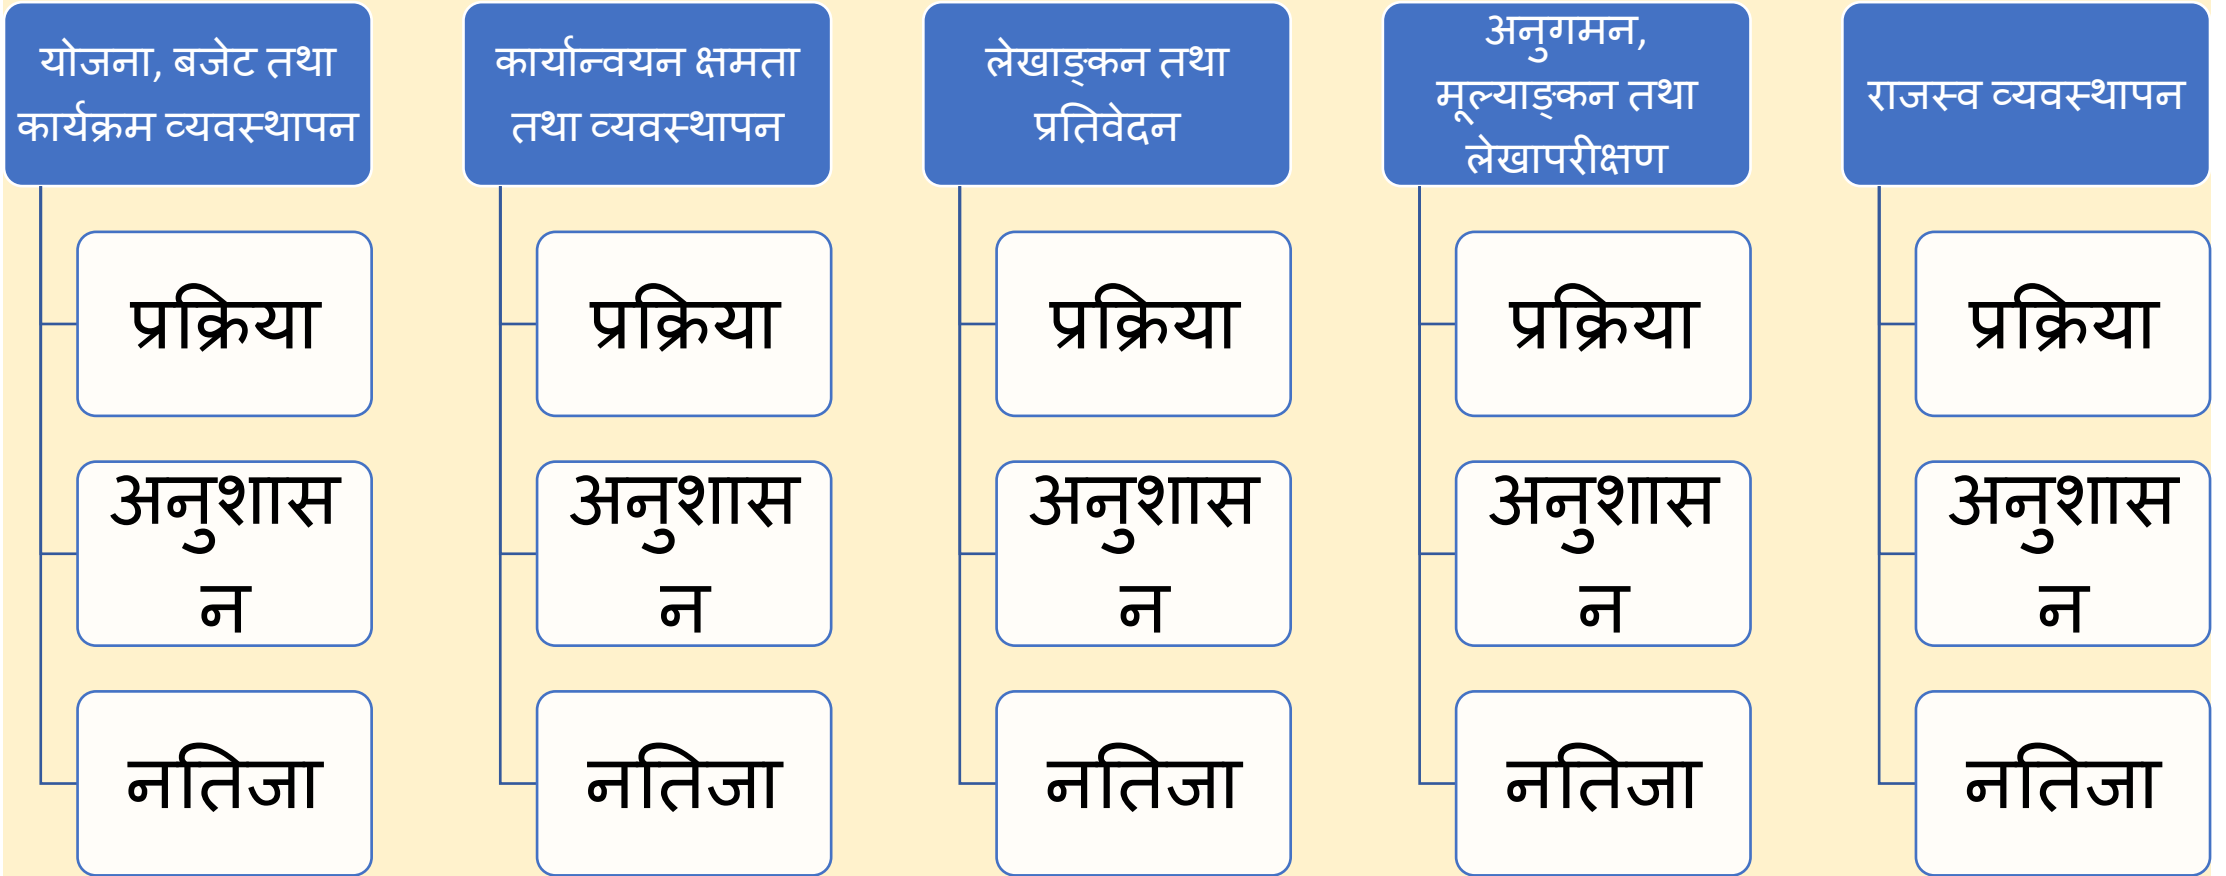 योजना, बजेट तथा
कार्यक्रम व्यवस्थापन
प्रक्रिया
अनुशास
न
नतिजा
कार्यान्वयन क्षमता
तथा व्यवस्थापन
प्रक्रिया
अनुशास
न
नतिजा
लेखाङ्कन तथा
प्रतिवेदन
प्रक्रिया
अनुशास
न
नतिजा
अनुगमन,
मूल्याङ्कन तथा
लेखापरीक्षण
प्रक्रिया
अनुशास
न
नतिजा
राजस्व व्यवस्थापन
प्रक्रिया
अनुशास
न
नतिजा